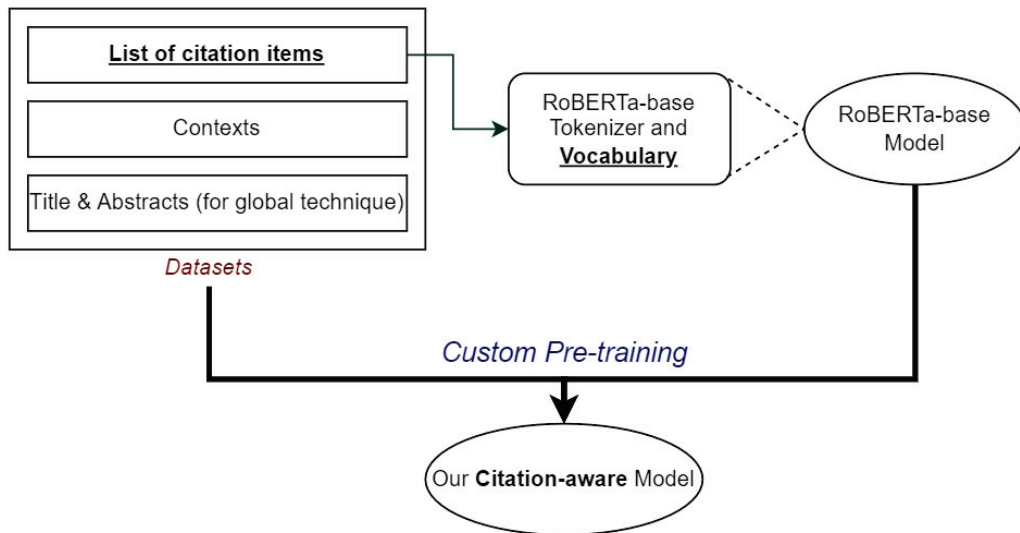 List of citation items
Contexts
Title & Abstracts (for global technique)
Datasets
RoBERTa-base
Tokenizer and
Vocabulary
RoBERTa-base
Model
Custom Pre-training
Our Citation-aware Model